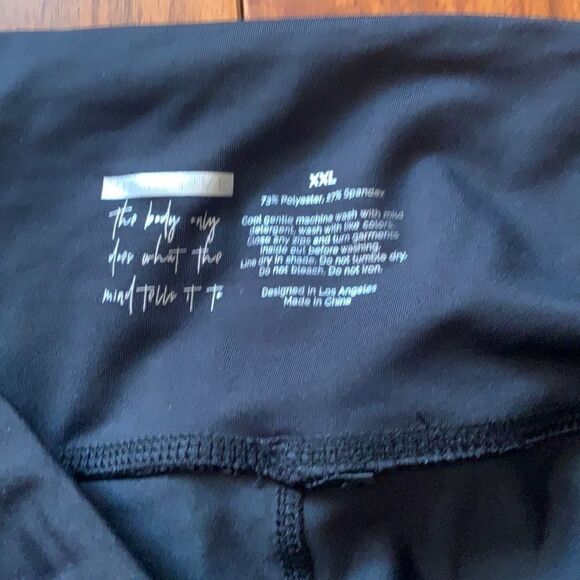 the body only
does what the
mind tells it to
XXL
73% Polyester, 27% Spandex
Cool gentle machine wash with mild
detergent, wash with like colors.
Close any zips and turn garments
inside out before washing.
Line dry in shade. Do not tumble dry.
Do not bleach. Do not iron.
Designed in Los Angeles
Made in China